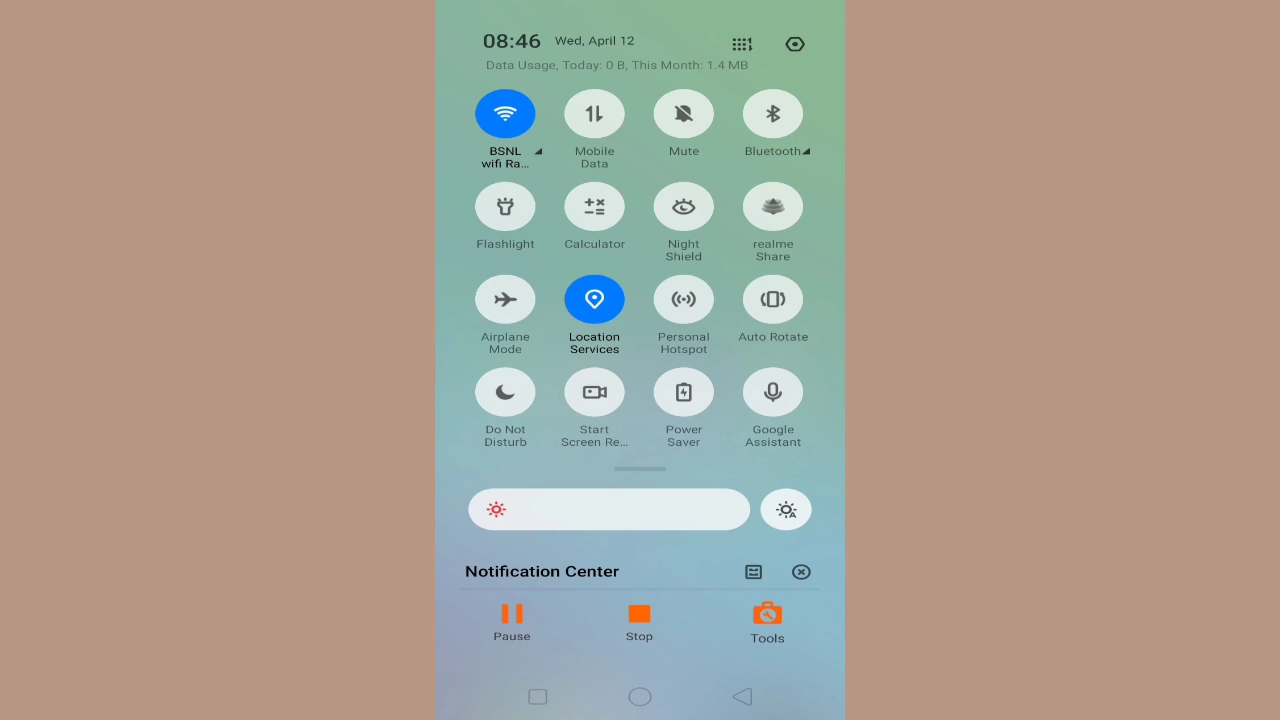 08:46 Wed, April 12
Data Usage, Today: 0 B, This Month: 1.4 MB
BSNL wifi Ra...
Mobile Data
Mute
Bluetooth
Flashlight
Calculator
Night Shield
realme Share
Airplane Mode
Location Services
Personal Hotspot
Auto Rotate
Do Not Disturb
Start Screen Re...
Power Saver
Google Assistant
Notification Center
Pause
Stop
Tools